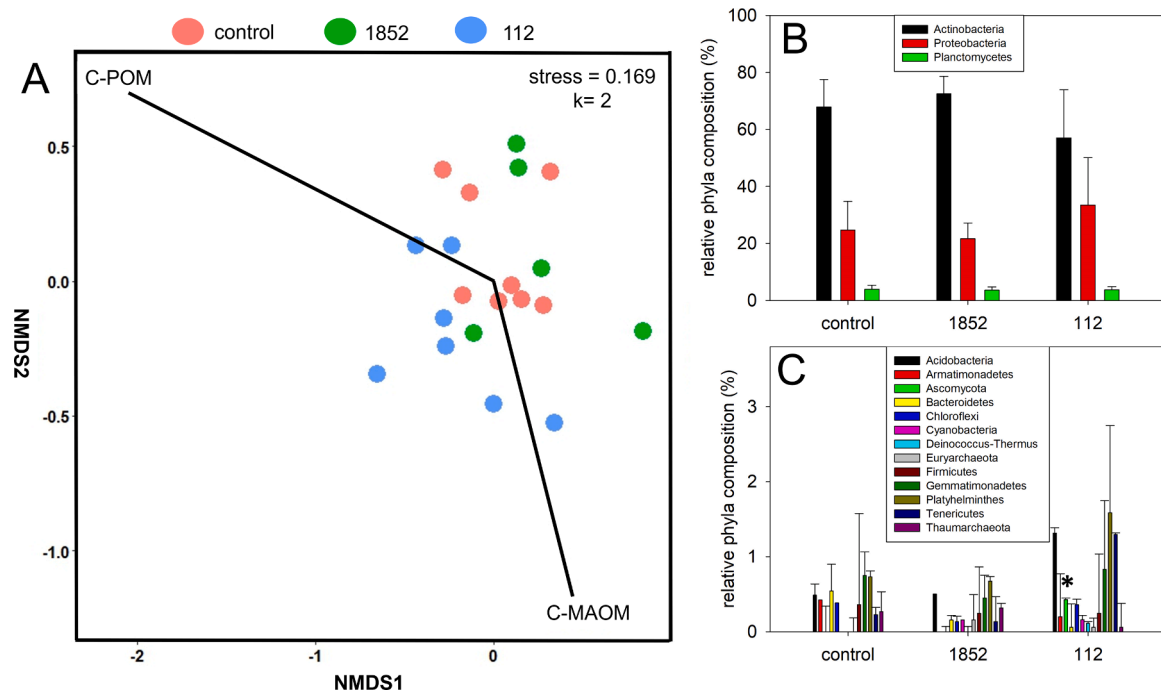 control
1852
112
A
C-POM
stress = 0.169
k= 2
0.5
0.0
-0.5
-1.0
NMDS2
C-MAOM
-2
-1
0
NMDS1
B
Actinobacteria
Proteobacteria
Planctomycetes
100
80
60
40
20
0
relative phyla composition (%)
control
1852
112
C
Acidobacteria
Armatimonadetes
Ascomycota
Bacteroidetes
Chloroflexi
Cyanobacteria
Deinococcus-Thermus
Euryarchaeota
Firmicutes
Gemmatimonadetes
Platyhelminthes
Tenericutes
Thaumarchaeota
3
2
1
0
relative phyla composition (%)
*
control
1852
112